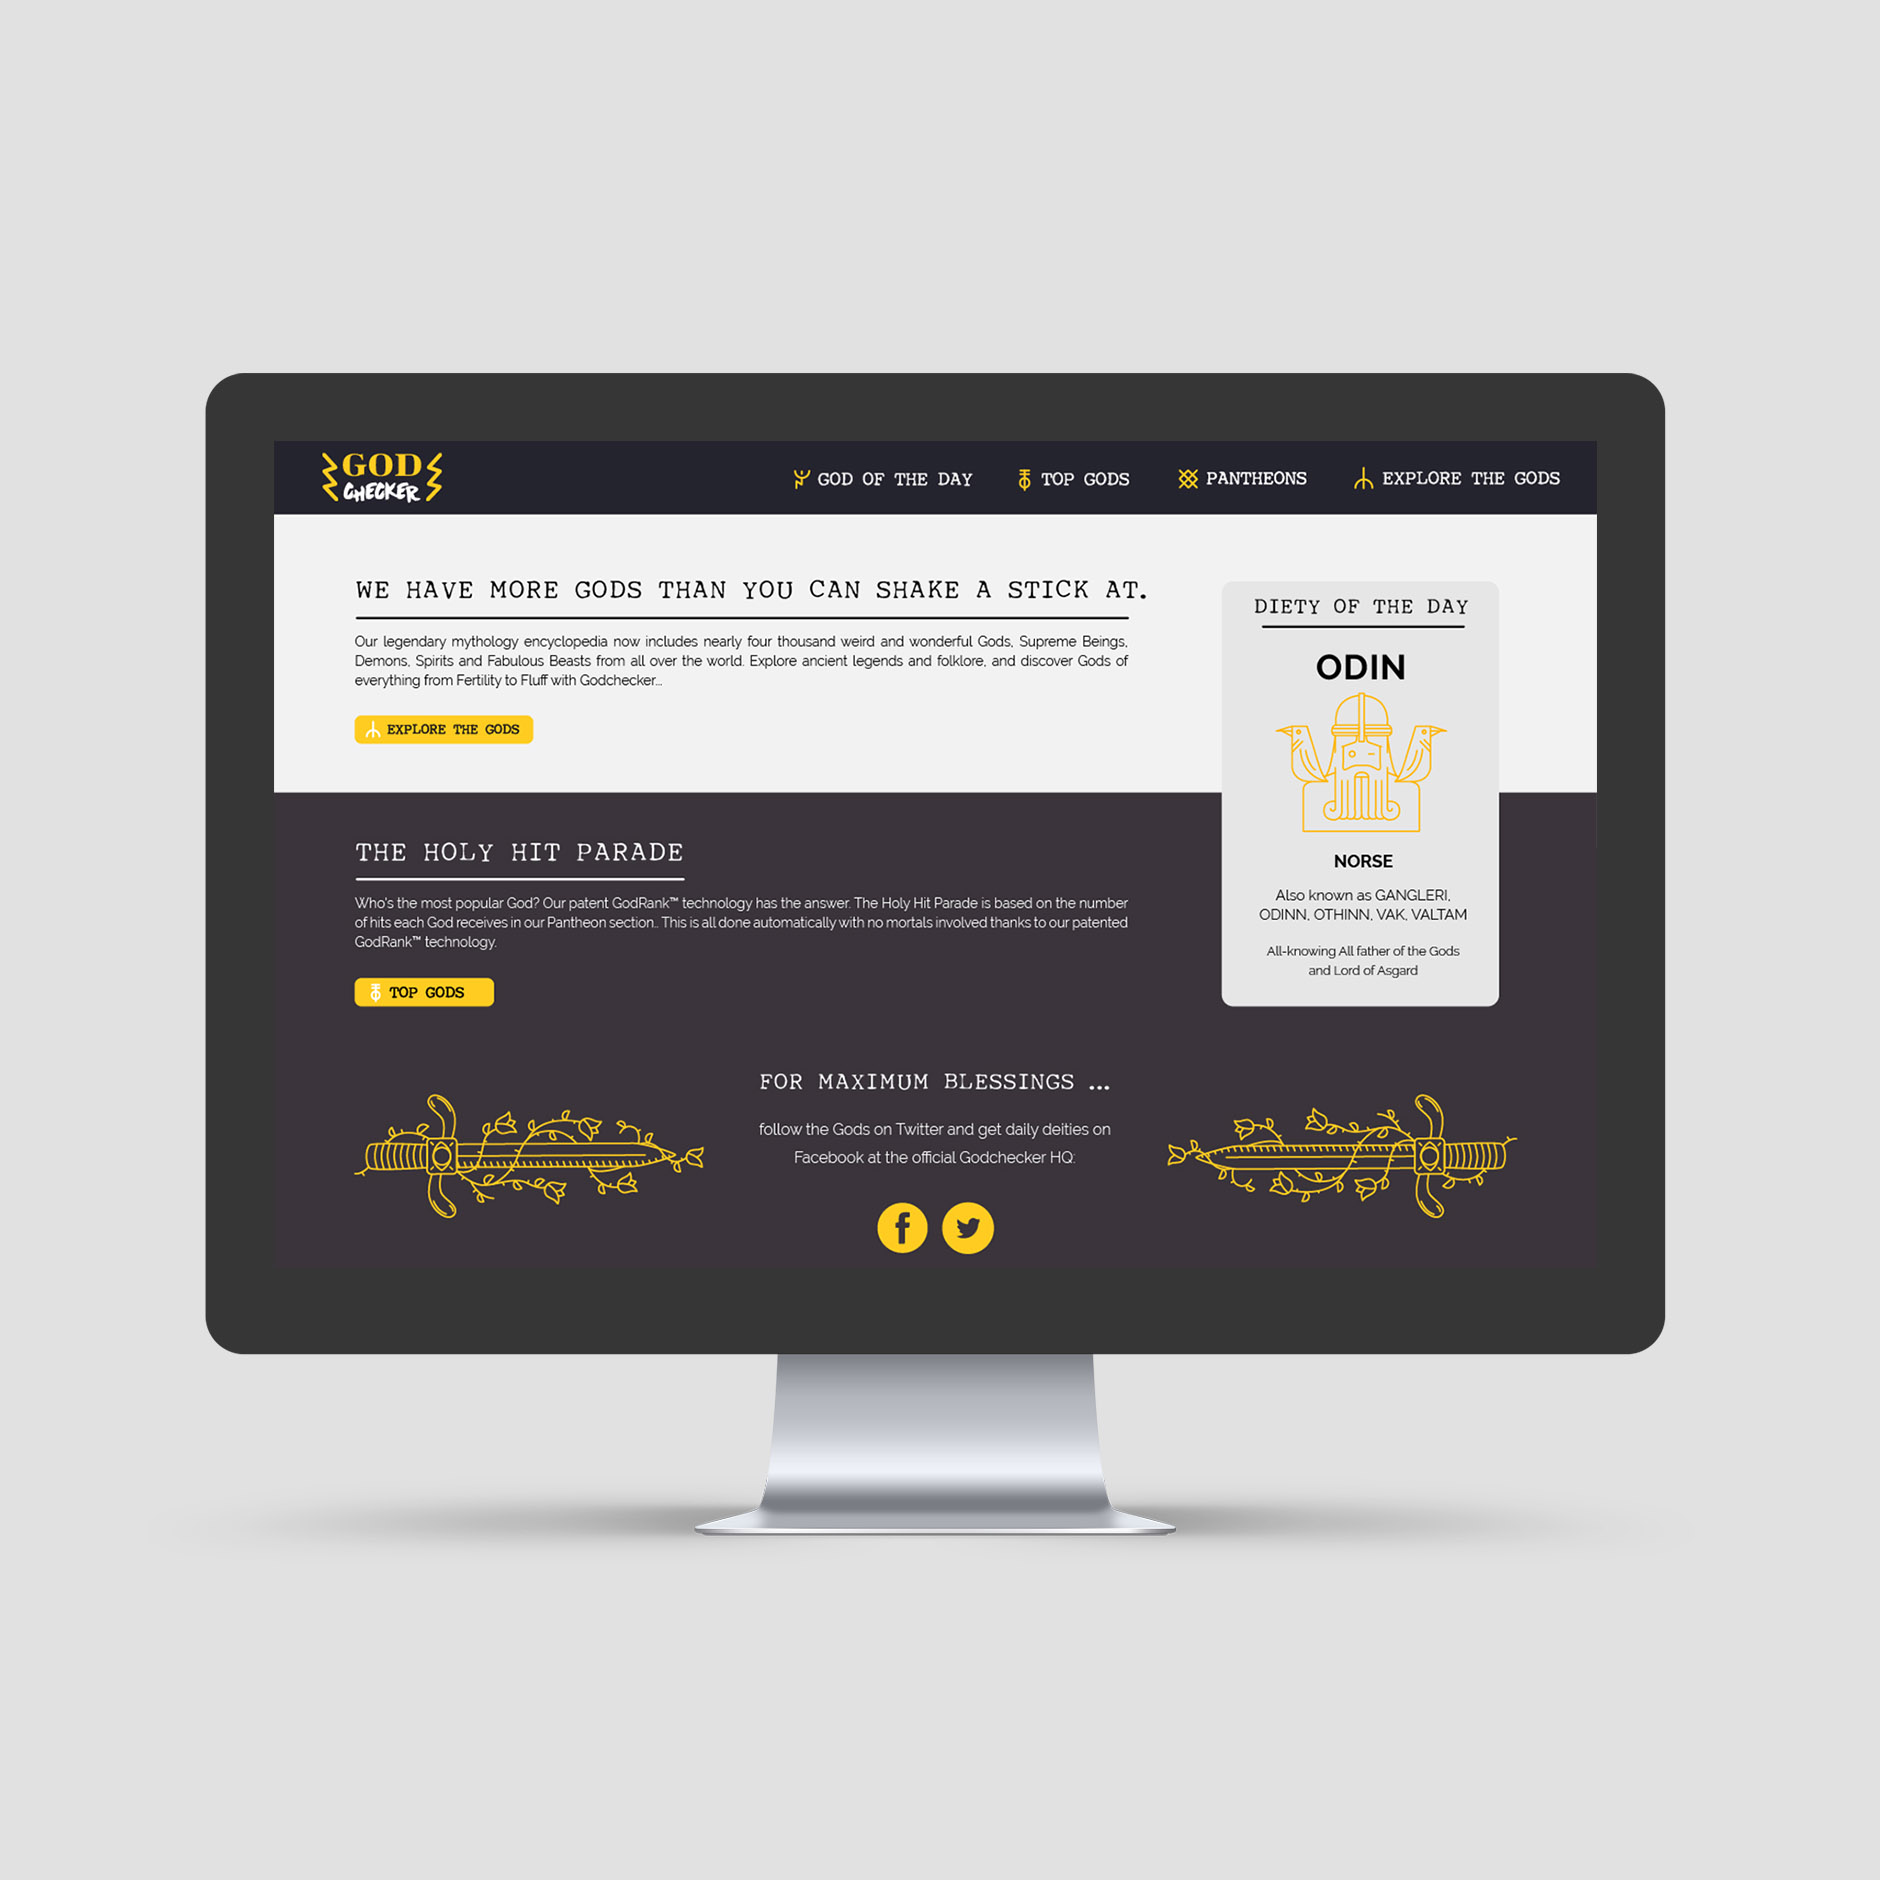 GOD
CHECKER
GOD OF THE DAY
TOP GODS
PANTHEONS
EXPLORE THE GODS
WE HAVE MORE GODS THAN YOU CAN SHAKE A STICK AT.
Our legendary mythology encyclopedia now includes nearly four thousand weird and wonderful Gods, Supreme Beings,
Demons, Spirits and Fabulous Beasts from all over the world. Explore ancient legends and folklore, and discover Gods of
everything from Fertility to Fluff with Godchecker...
EXPLORE THE GODS
DIETY OF THE DAY
ODIN
NORSE
Also known as GANGLERI,
ODINN, OTHINN, VAK, VALTAM
All-knowing All father of the Gods
and Lord of Asgard
THE HOLY HIT PARADE
Who's the most popular God? Our patent GodRank™ technology has the answer. The Holy Hit Parade is based on the number
of hits each God receives in our Pantheon section.. This is all done automatically with no mortals involved thanks to our patented
GodRank™ technology.
TOP GODS
FOR MAXIMUM BLESSINGS ...
follow the Gods on Twitter and get daily deities on
Facebook at the official Godchecker HQ:
f